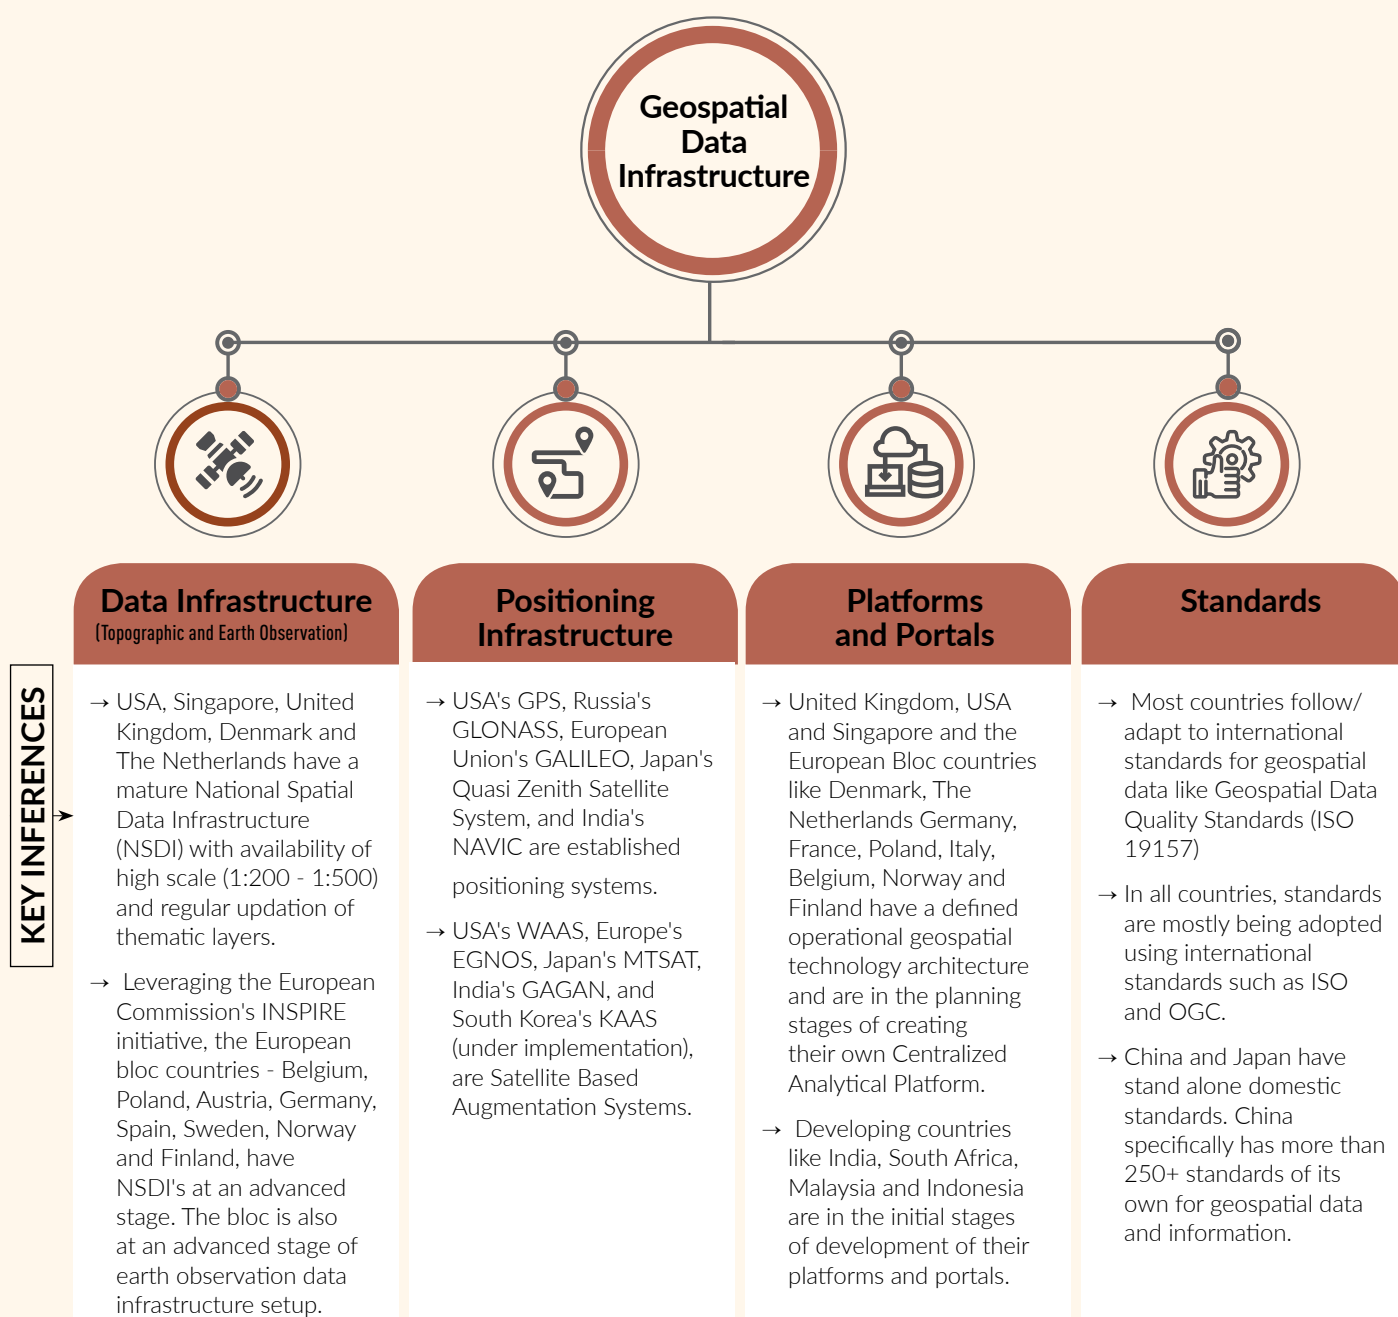 Geospatial
Data
Infrastructure
Data Infrastructure
(Topographic and Earth Observation)
Positioning
Infrastructure
Platforms
and Portals
Standards
KEY INFERENCES
→ USA, Singapore, United
Kingdom, Denmark and
The Netherlands have a
mature National Spatial
Data Infrastructure
(NSDI) with availability of
high scale (1:200 - 1:500)
and regular updation of
thematic layers.
→ Leveraging the European
Commission's INSPIRE
initiative, the European
bloc countries - Belgium,
Poland, Austria, Germany,
Spain, Sweden, Norway
and Finland, have
NSDI's at an advanced
stage. The bloc is also
at an advanced stage of
earth observation data
infrastructure setup.
→ USA's GPS, Russia's
GLONASS, European
Union's GALILEO, Japan's
Quasi Zenith Satellite
System, and India's
NAVIC are established
positioning systems.
→ USA's WAAS, Europe's
EGNOS, Japan's MTSAT,
India's GAGAN, and
South Korea's KAAS
(under implementation),
are Satellite Based
Augmentation Systems.
→ United Kingdom, USA
and Singapore and the
European Bloc countries
like Denmark, The
Netherlands Germany,
France, Poland, Italy,
Belgium, Norway and
Finland have a defined
operational geospatial
technology architecture
and are in the planning
stages of creating
their own Centralized
Analytical Platform.
→ Developing countries
like India, South Africa,
Malaysia and Indonesia
are in the initial stages
of development of their
platforms and portals.
→ Most countries follow/
adapt to international
standards for geospatial
data like Geospatial Data
Quality Standards (ISO
19157)
→ In all countries, standards
are mostly being adopted
using international
standards such as ISO
and OGC.
→ China and Japan have
stand alone domestic
standards. China
specifically has more than
250+ standards of its
own for geospatial data
and information.